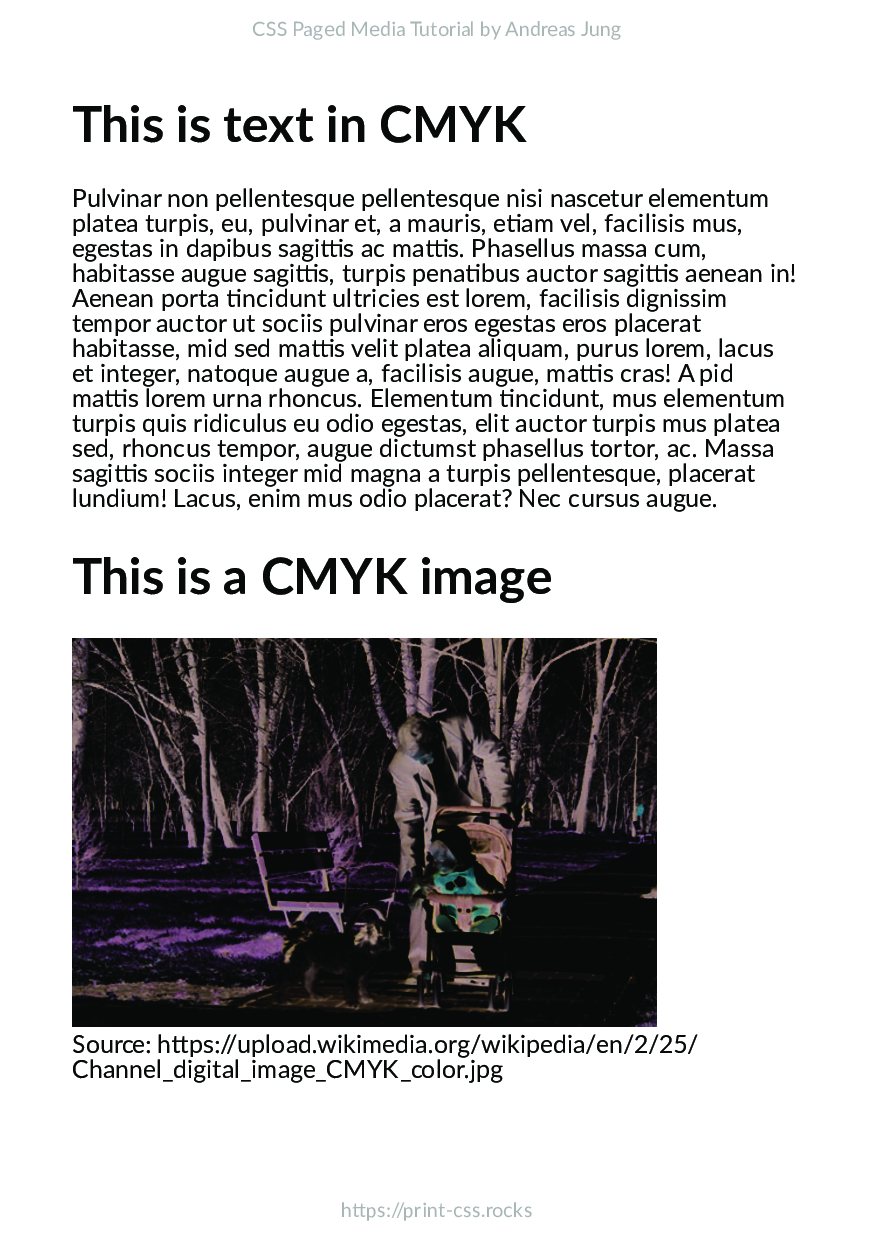 CSS Paged Media Tutorial by Andreas Jung
This is text in CMYK
Pulvinar non pellentesque pellentesque nisi nascetur elementum
platea turpis, eu, pulvinar et, a mauris, etiam vel, facilisis mus,
egestas in dapibus sagittis ac mattis. Phasellus massa cum,
habitasse augue sagittis, turpis penatibus auctor sagittis aenean in!
Aenean porta tincidunt ultricies est lorem, facilisis dignissim
tempor auctor ut sociis pulvinar eros egestas eros placerat
habitasse, mid sed mattis velit platea aliquam, purus lorem, lacus
et integer, natoque augue a, facilisis augue, mattis cras! A pid
mattis lorem urna rhoncus. Elementum tincidunt, mus elementum
turpis quis ridiculus eu odio egestas, elit auctor turpis mus platea
sed, rhoncus tempor, augue dictumst phasellus tortor, ac. Massa
sagittis sociis integer mid magna a turpis pellentesque, placerat
lundium! Lacus, enim mus odio placerat? Nec cursus augue.
This is a CMYK image
Source: https://upload.wikimedia.org/wikipedia/en/2/25/
Channel_digital_image_CMYK_color.jpg
https://print-css.rocks